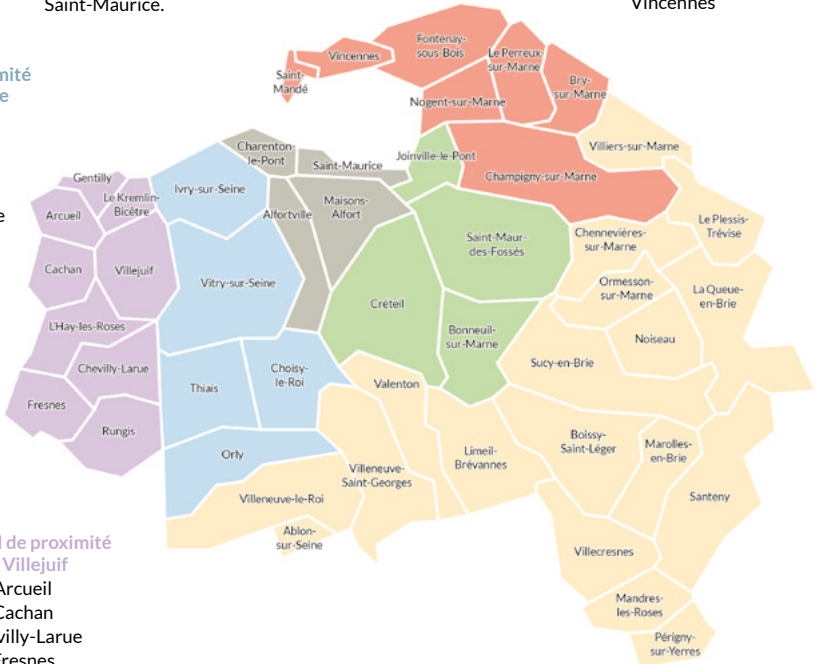 Saint-Maurice.
Vincennes
mité
e
e
Fontenay-
sous-Bois
Vincennes
Le Perreux-
sur-Marne
Saint-
Mandé
Bry-
sur-Marne
Nogent-sur-Marne
Charenton-
le-Pont
Saint-Maurice
Joinville-le-Pont
Villiers-sur-Marne
Gentilly
Ivry-sur-Seine
Champigny-sur-Marne
Le Kremlin-
Bicêtre
Arcueil
Alfortville
Maisons-
Alfort
Le Plessis-
Trévise
Saint-Maur-
des-Fossés
Chennevières-
sur-Marne
Cachan
Villejuif
Vitry-sur-Seine
Ormesson-
sur-Marne
La Queue-
en-Brie
Créteil
L'Hay-les-Roses
Bonneuil-
sur-Marne
Noiseau
Chevilly-Larue
Choisy-
le-Roi
Sucy-en-Brie
Thiais
Valenton
Fresnes
Rungis
Orly
Limeil-
Brévannes
Boissy-
Saint-Léger
Marolles-
en-Brie
Villeneuve-
Saint-Georges
Villeneuve-le-Roi
Santeny
Ablon-
sur-Seine
Villecresnes
l de proximité
Villejuif
Arcueil
Cachan
villy-Larue
Fresnes
Mandres-
les-Roses
Périgny-
sur-Yerres